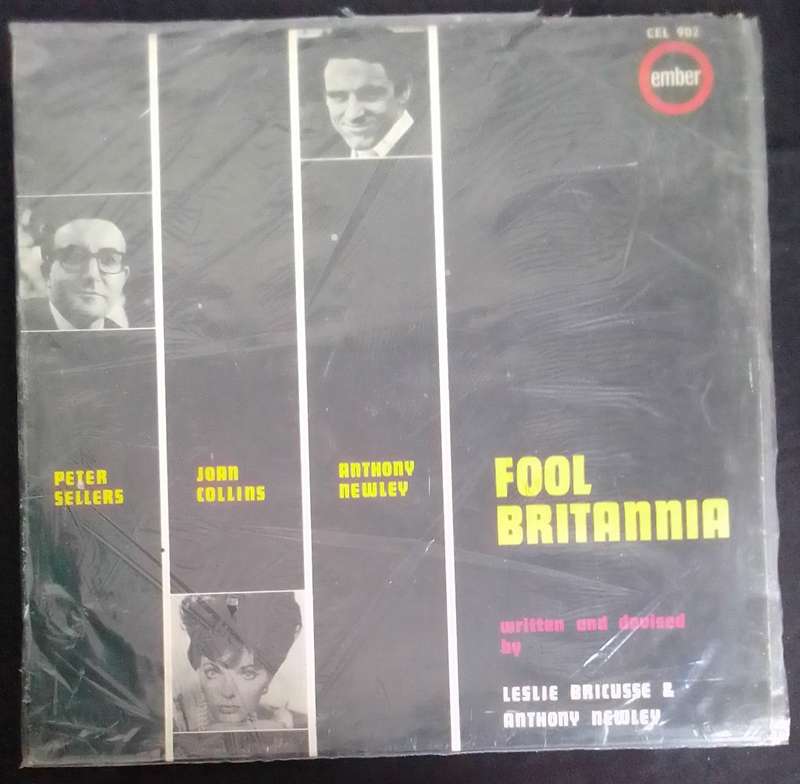 CEL 902
ember
PETER
SELLERS
JOAN
COLLINS
ANTHONY
NEWLEY
FOOL
BRITANNIA
written and devised
by
LESLIE BRICUSSE &
ANTHONY NEWLEY